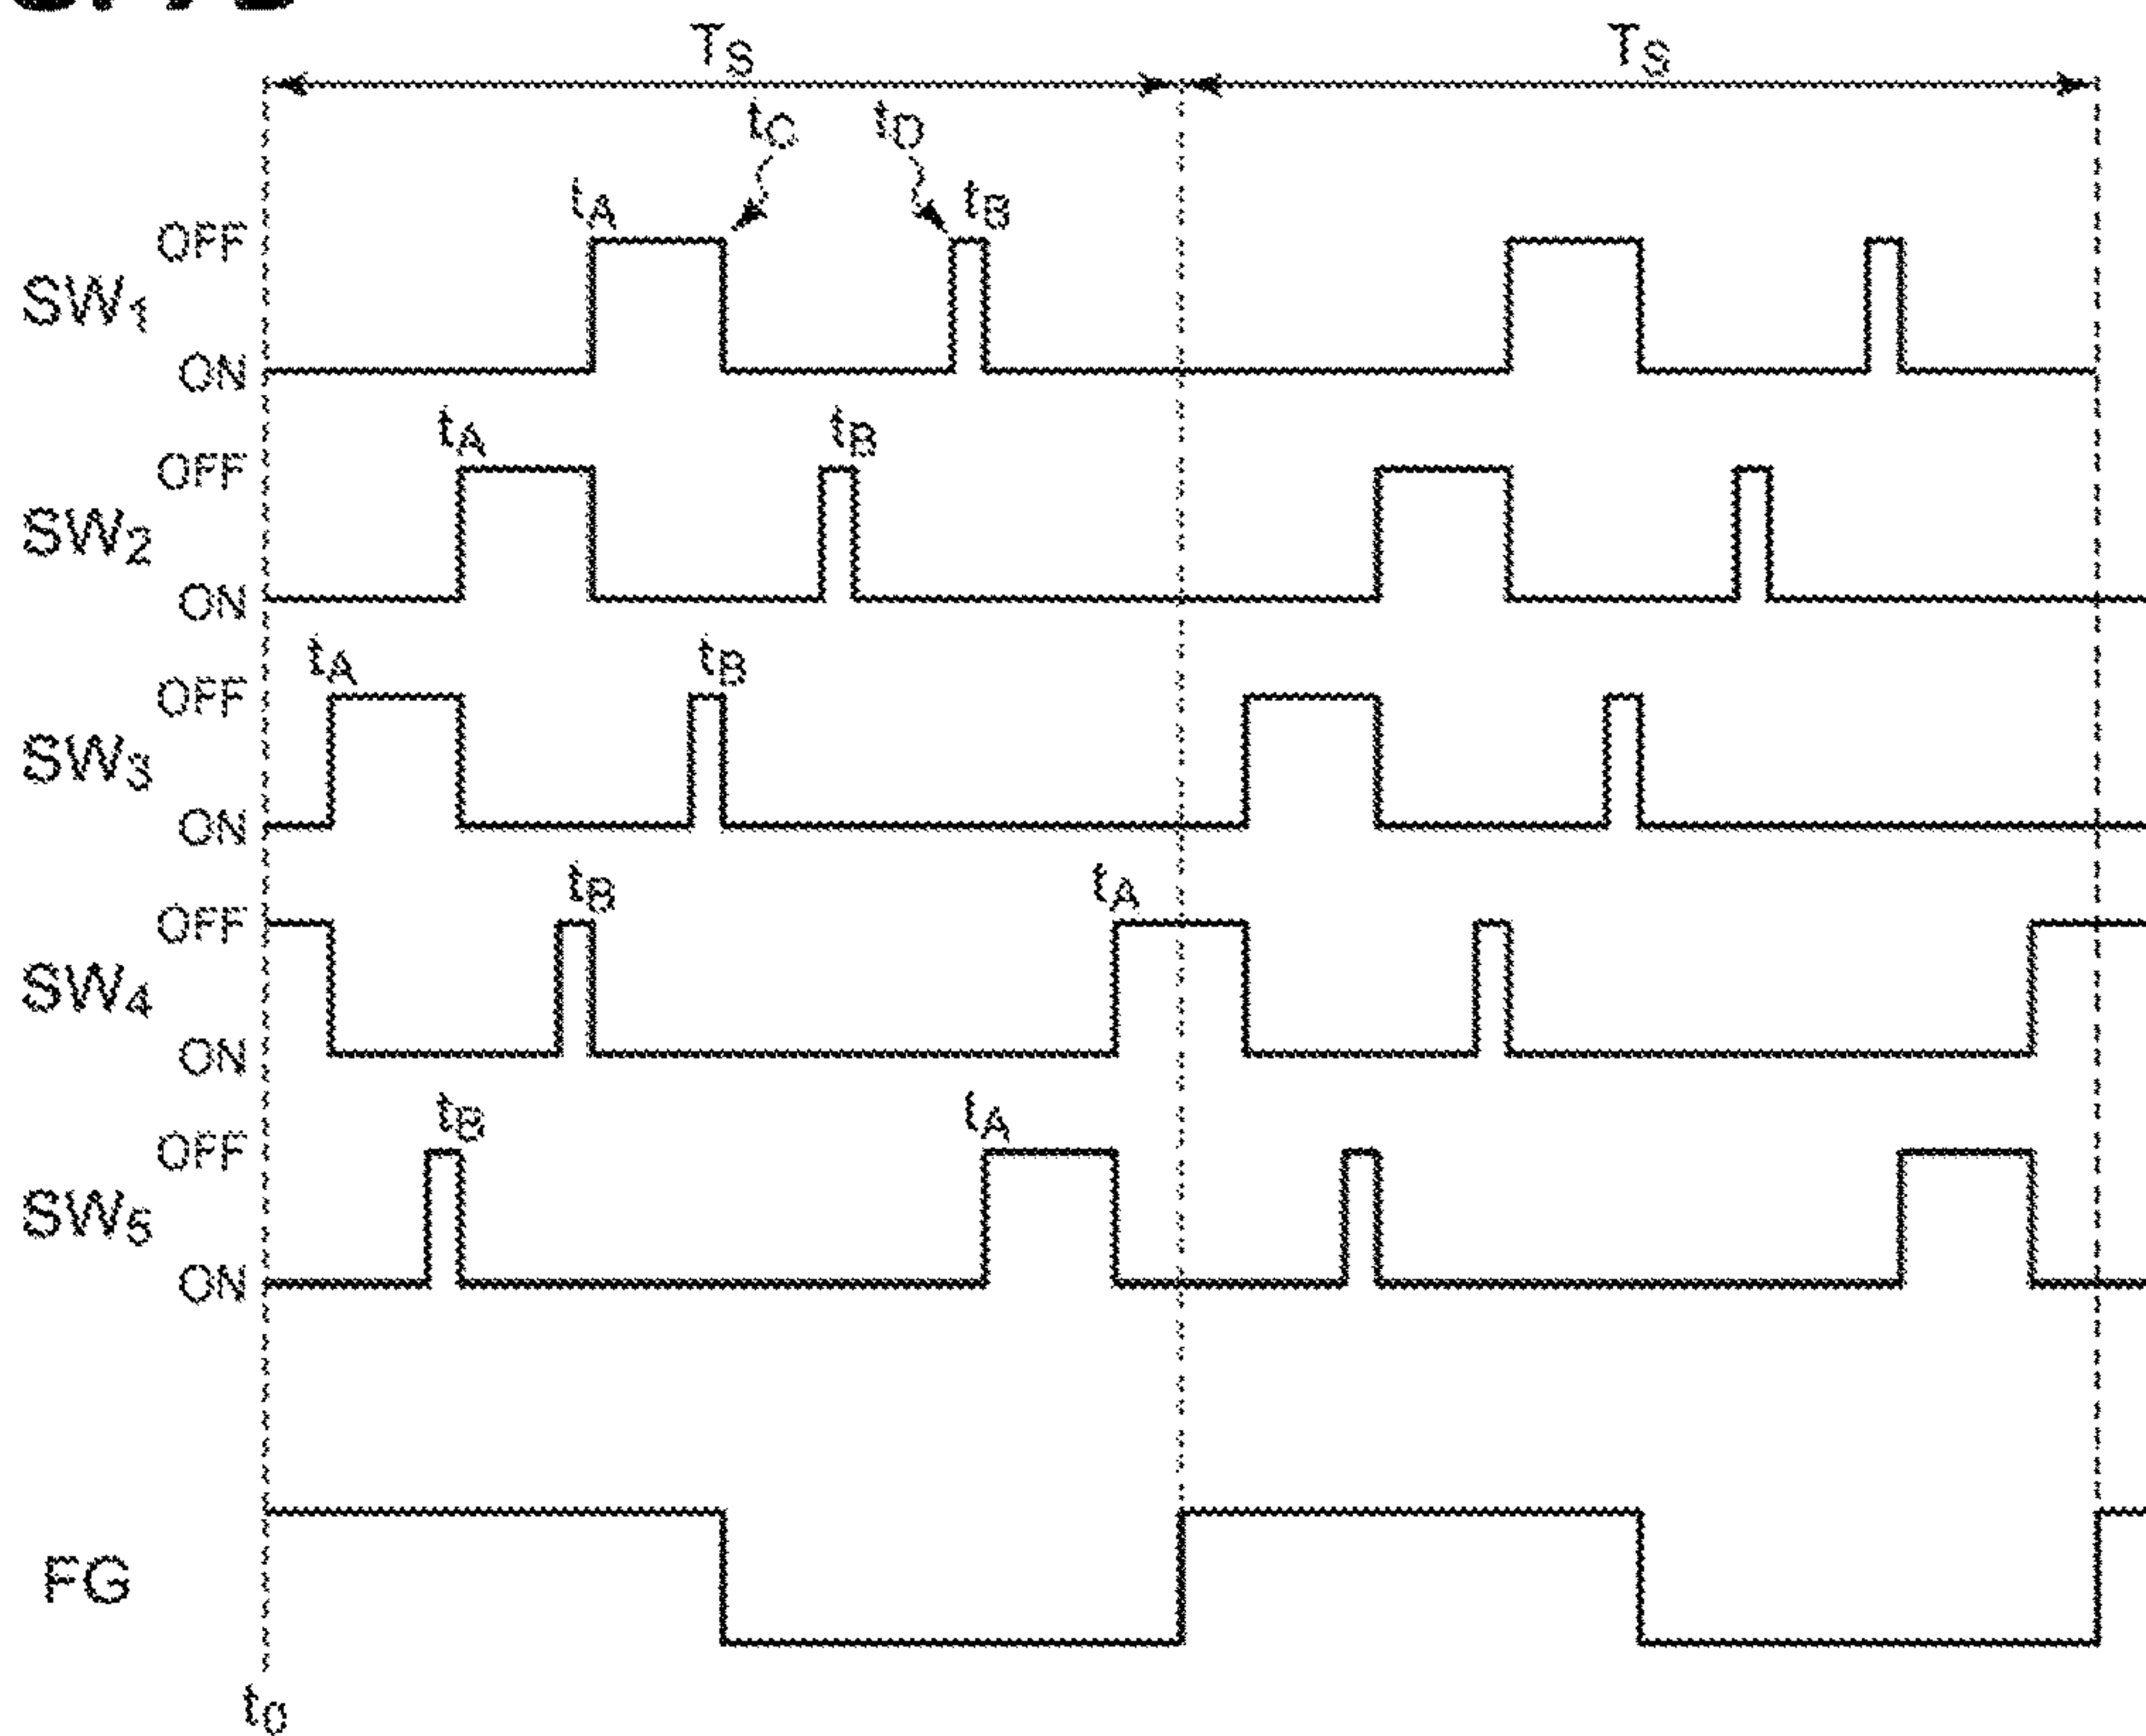 TS TS
tC tD
tA tB
OFF
SW1
ON
tA tB
OFF
SW2
ON
tA tB
OFF
SW3
ON
tB tA
OFF
SW4
ON
tB tA
OFF
SW5
ON
FG
t0